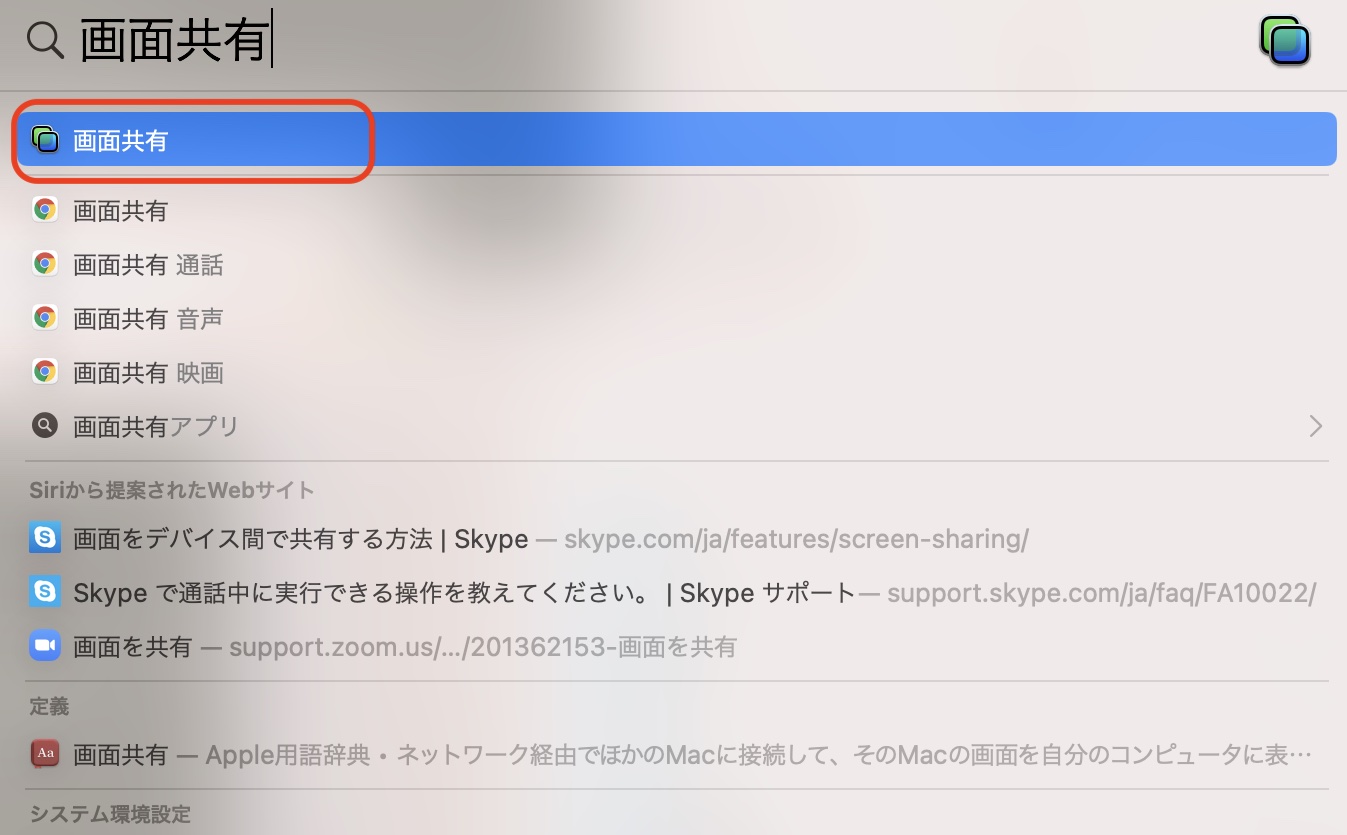 画面共有
画面共有
画面共有
画面共有 通話
画面共有 音声
画面共有 映画
画面共有アプリ
Siriから提案されたWebサイト
画面をデバイス間で共有する方法 | Skype — skype.com/ja/features/screen-sharing/
Skype で通話中に実行できる操作を教えてください。 | Skype サポート — support.skype.com/ja/faq/FA10022/
画面を共有 — support.zoom.us/.../201362153-画面を共有
定義
Aa 画面共有 — Apple用語辞典・ネットワーク経由でほかのMacに接続して、そのMacの画面を自分のコンピュータに表…
システム環境設定